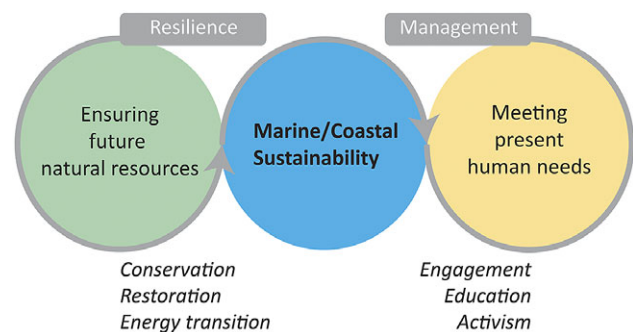 Resilience
Management
Ensuring
future
natural resources
Marine/Coastal
Sustainability
Meeting
present
human needs
Conservation
Restoration
Energy transition
Engagement
Education
Activism